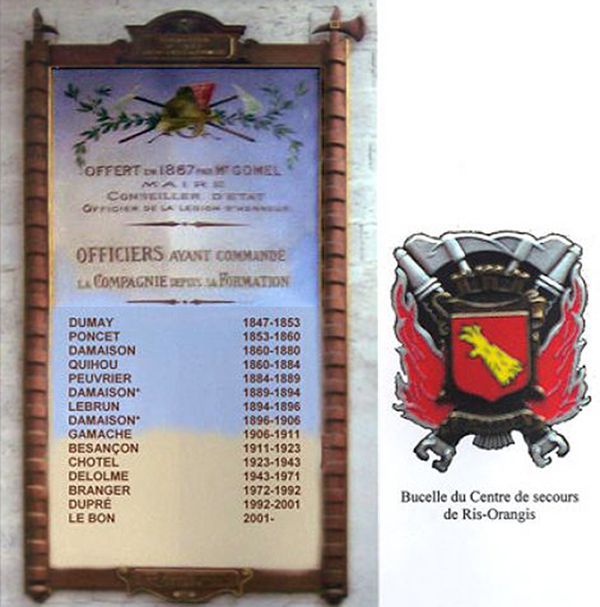 OFFERT EN 1867 PAR MR GOMEL
MAIRE
CONSEILLER D'ETAT
OFFICIER DE LA LEGION D'HONNEUR
OFFICIERS AYANT COMMANDÉ
LA COMPAGNIE DEPUIS SA FORMATION
DUMAY 1847-1853
PONCET 1853-1860
DAMAISON 1860-1880
QUIHOU 1860-1884
PEUVRIER 1884-1889
DAMAISON* 1889-1894
LEBRUN 1894-1896
DAMAISON* 1896-1906
GAMACHE 1906-1911
BESANÇON 1911-1923
CHOTEL 1923-1943
DELOLME 1943-1971
BRANGER 1972-1992
DUPRÉ 1992-2001
LE BON 2001-
Bucelle du Centre de secours
de Ris-Orangis